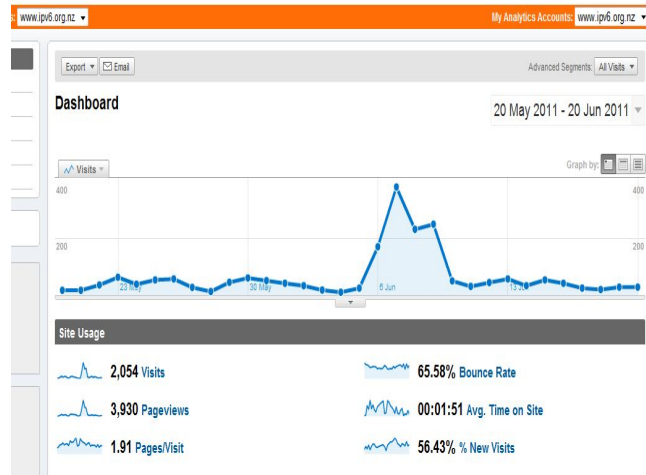 : www.ipv6.org.nz My Analytics Accounts: www.ipv6.org.nz
Export Email Advanced Segments: All Visits
Dashboard
20 May 2011 - 20 Jun 2011
Visits Graph by:
400 400
200 200
23 May 30 May 6 Jun 13
Site Usage
2,054 Visits 65.58% Bounce Rate
3,930 Pageviews 00:01:51 Avg. Time on Site
1.91 Pages/Visit 56.43% % New Visits